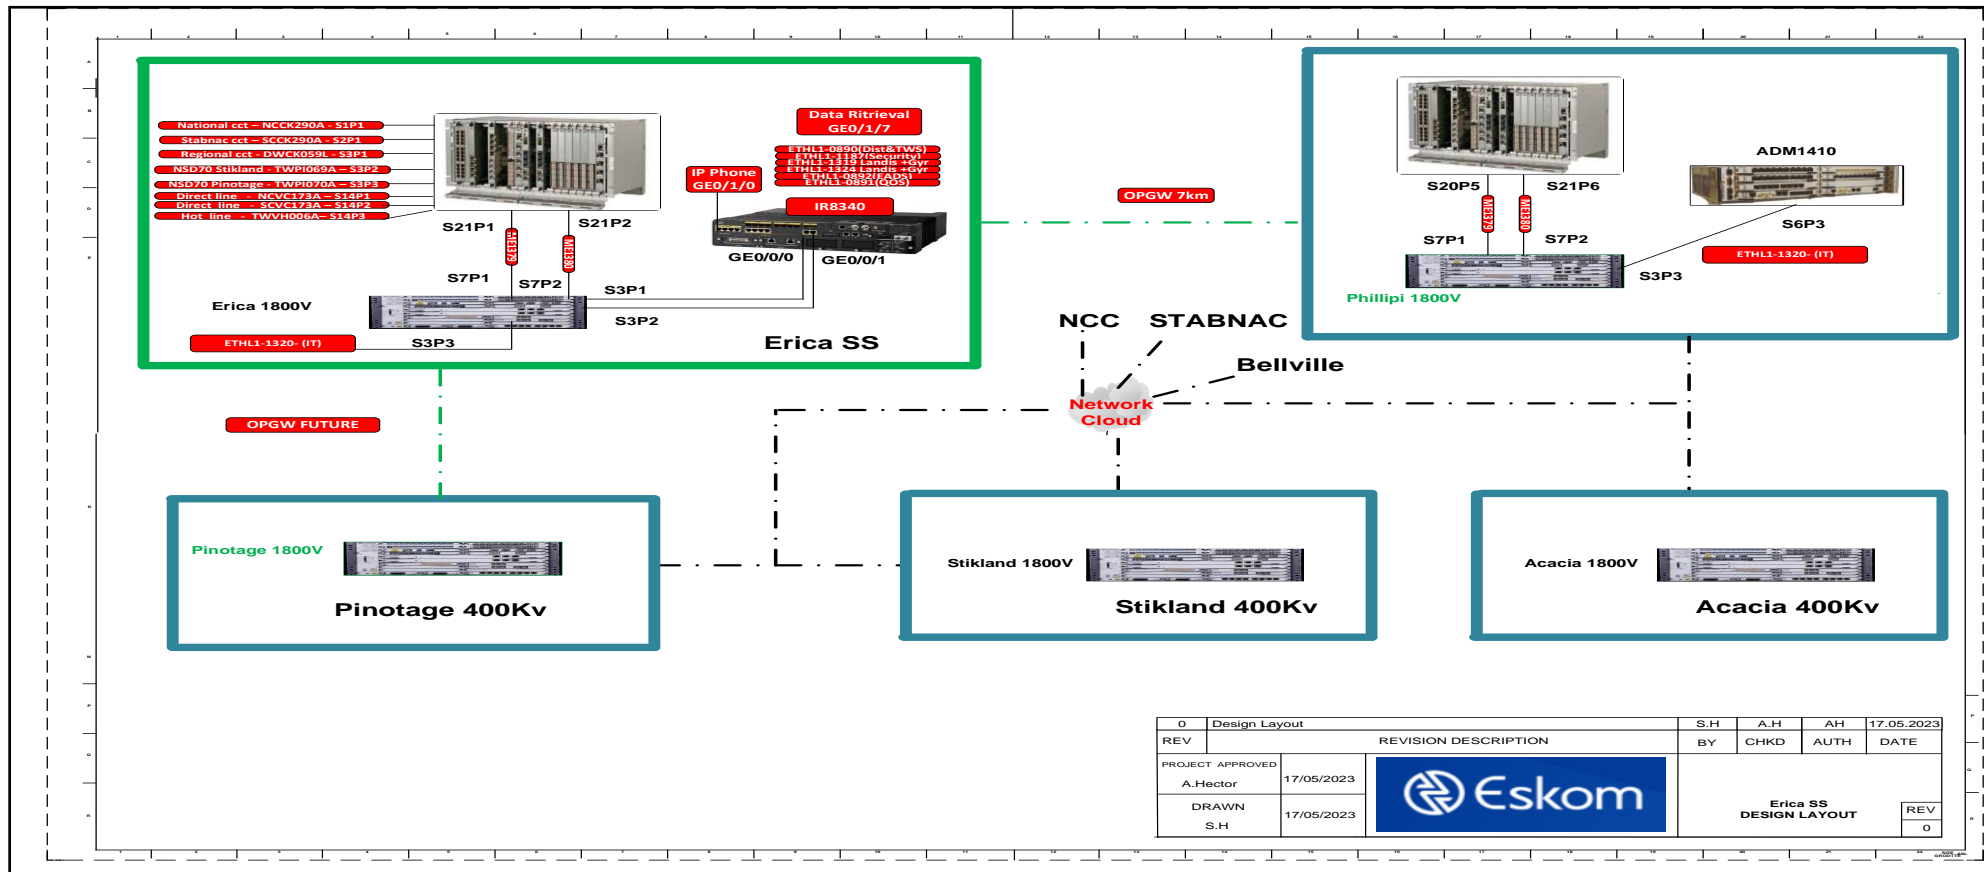 National cct – NCCK290A - S1P1
Stabnac cct – SCCK290A - S2P1
Regional cct - DWCK059L - S3P1
NSD70 Stikland - TWPI069A – S3P2
NSD70 Pinotage - TWPI070A – S3P3
Direct line - NCVC173A – S14P1
Direct line – SCVC173A – S14P2
Hot line - TWVH006A– S14P3
S21P1
S21P2
ME1379
ME1380
S7P1
S7P2
Erica 1800V
S3P1
S3P2
S3P3
ETHL1-1320- (IT)
Data Ritrieval
GE0/1/7
ETHL1-0890(Dist&TWS)
ETHL1-1187(Security)
ETHL1-1319 Landis +Gyr
ETHL1-1324 Landis +Gyr
ETHL1-0892(EADS)
ETHL1-0891(QOS)
IP Phone
GE0/1/0
IR8340
GE0/0/0
GE0/0/1
Erica SS
OPGW 7km
S20P5
S21P6
ME1379
ME1380
S7P1
S7P2
Phillipi 1800V
ADM1410
S6P3
ETHL1-1320- (IT)
S3P3
NCC
STABNAC
Bellville
Network
Cloud
OPGW FUTURE
Pinotage 1800V
Pinotage 400Kv
Stikland 1800V
Stikland 400Kv
Acacia 1800V
Acacia 400Kv
0 Design Layout S.H A.H AH 17.05.2023
REV REVISION DESCRIPTION BY CHKD AUTH DATE
PROJECT APPROVED
A.Hector
17/05/2023
DRAWN
S.H
17/05/2023
Eskom
Erica SS
DESIGN LAYOUT
REV
0